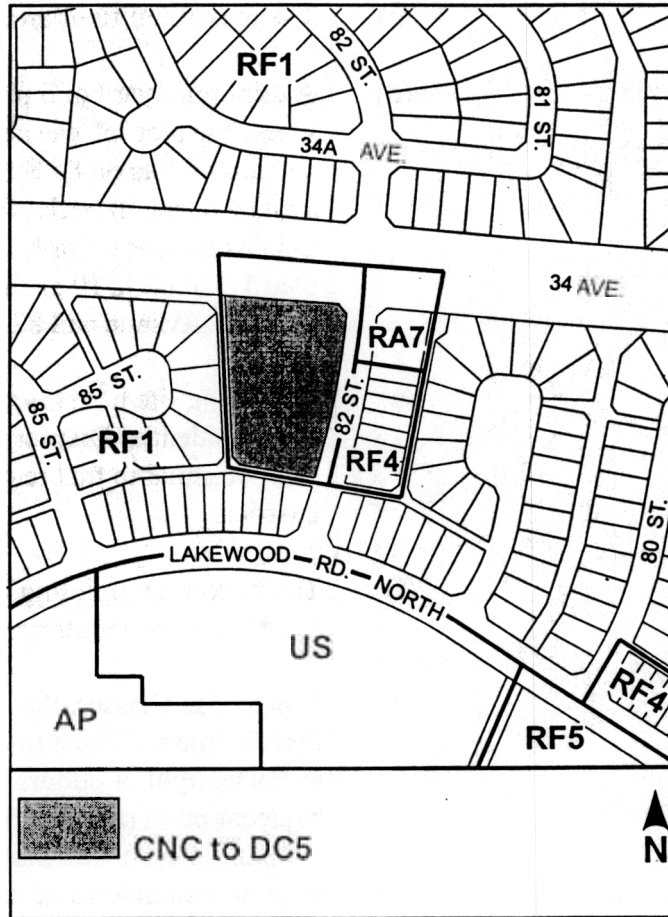 RF1
82 ST.
81 ST.
34A AVE.
34 AVE.
RA7
82 ST.
85 ST.
85 ST.
RF1
RF4
80 ST.
LAKEWOOD RD. NORTH
US
RF4
AP
RF5
CNC to DC5
N